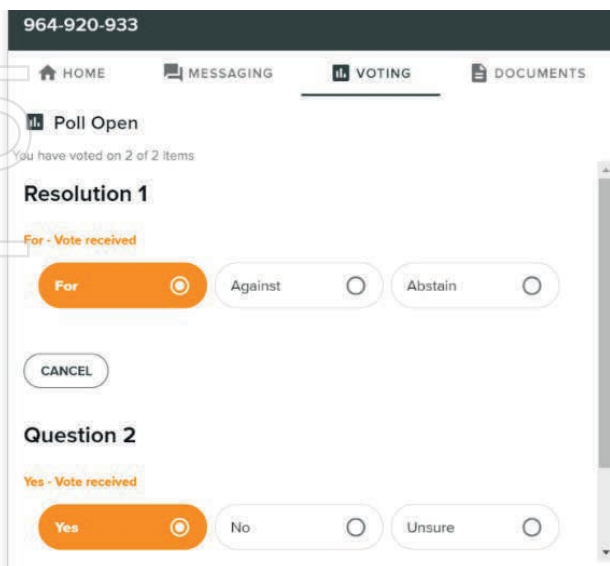 964-920-933
HOME MESSAGING VOTING DOCUMENTS
Poll Open
You have voted on 2 of 2 items
Resolution 1
For - Vote received
For Against Abstain
CANCEL
Question 2
Yes - Vote received
Yes No Unsure